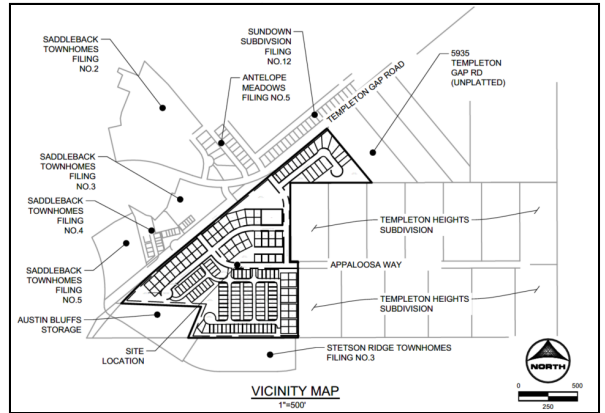 SADDLEBACK
TOWNHOMES
FILING
NO.2
SUNDOWN
SUBDIVSION
FILING
NO.12
ANTELOPE
MEADOWS
FILING NO.5
TEMPLETON GAP ROAD
5935
TEMPLETON
GAP RD
(UNPLATTED)
SADDLEBACK
TOWNHOMES
FILING
NO.3
SADDLEBACK
TOWNHOMES
FILING
NO.4
SADDLEBACK
TOWNHOMES
FILING
NO.5
AUSTIN BLUFFS
STORAGE
SITE
LOCATION
TEMPLETON HEIGHTS
SUBDIVISION
APPALOOSA WAY
TEMPLETON HEIGHTS
SUBDIVISION
STETSON RIDGE TOWNHOMES
FILING NO.3
VICINITY MAP
1"=500'
NORTH
0 500
250